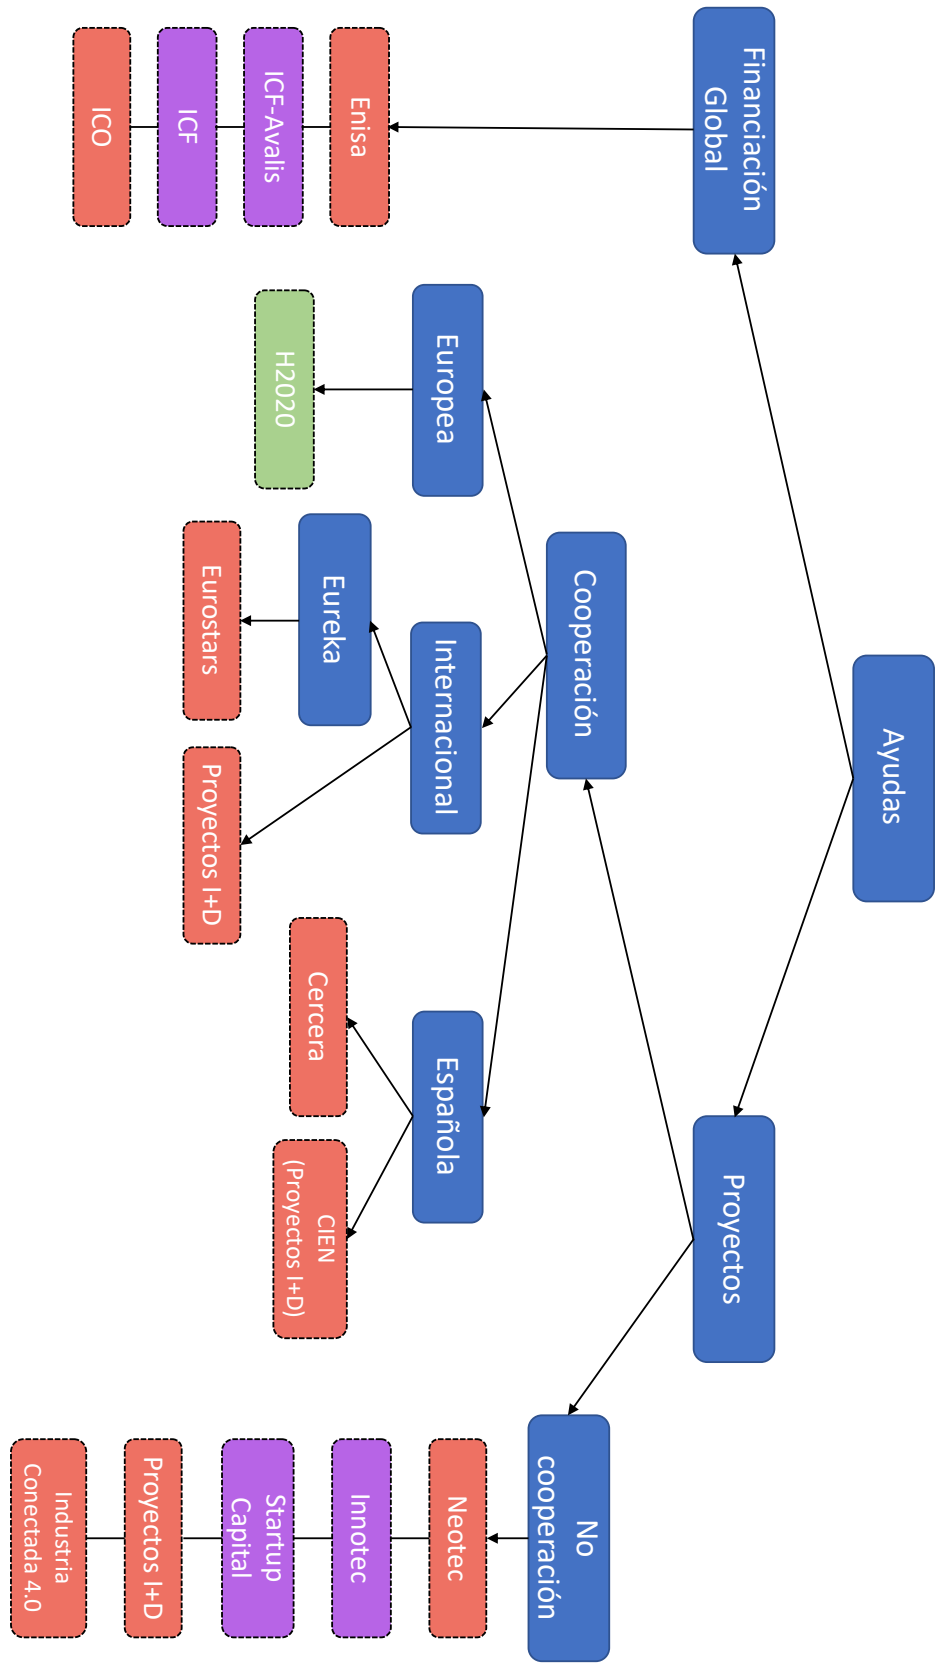 Ayudas
Financiación
Global
Proyectos
Cooperación
No
cooperación
Europea
Internacional
Española
Enisa
ICF-Avalis
ICF
ICO
H2020
Eureka
Eurostars
Proyectos I+D
Cercera
CIEN
(Proyectos I+D)
Neotec
Innotec
Startup
Capital
Proyectos I+D
Industria
Conectada 4.0